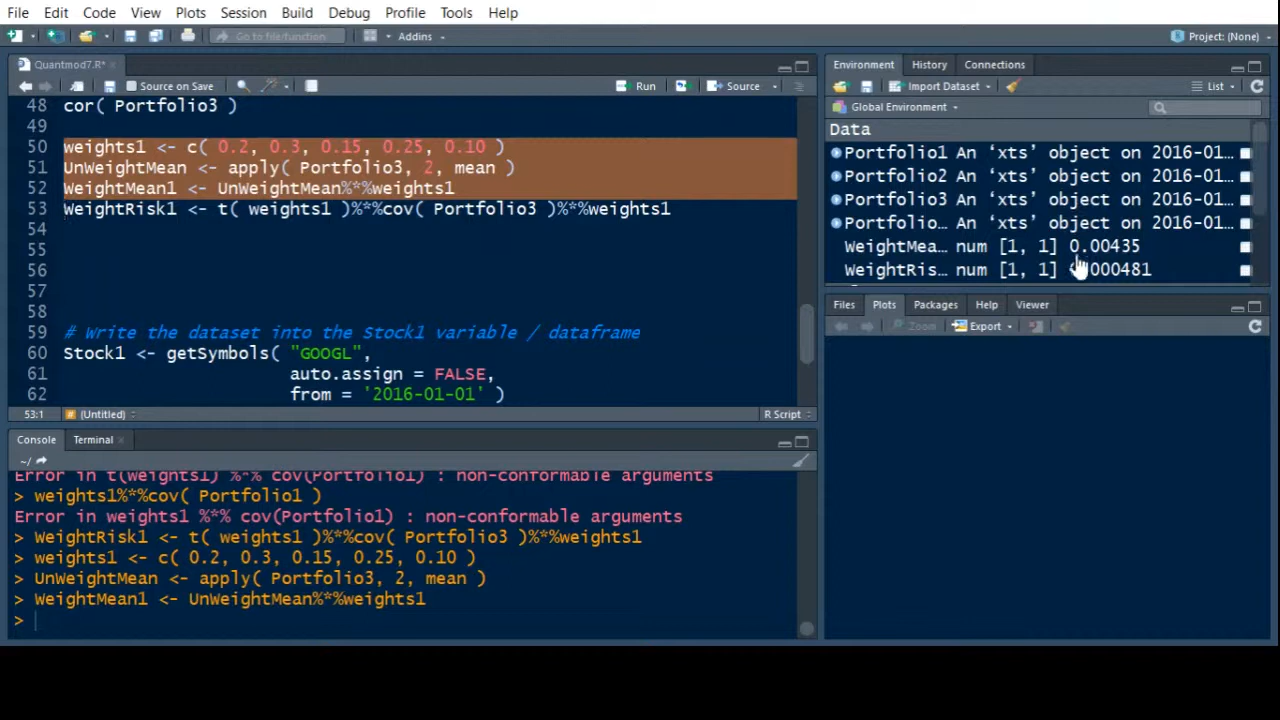 File Edit Code View Plots Session Build Debug Profile Tools Help
Go to file/function Addins Project: (None)
Quantmod7.R*
Source on Save Run Source
48 cor( Portfolio3 )
49
50 weights1 <- c( 0.2, 0.3, 0.15, 0.25, 0.10 )
51 UnWeightMean <- apply( Portfolio3, 2, mean )
52 WeightMean1 <- UnWeightMean%*%weights1
53 WeightRisk1 <- t( weights1 )%*%cov( Portfolio3 )%*%weights1
54
55
56
57
58
59 # Write the dataset into the Stock1 variable / dataframe
60 Stock1 <- getSymbols( "GOOGL",
61 auto.assign = FALSE,
62 from = '2016-01-01' )
53:1 (Untitled) R Script
Console Terminal
~/
Error in t(weights1) %*% cov(Portfolio1) : non-conformable arguments
> weights1%*%cov( Portfolio1 )
Error in weights1 %*% cov(Portfolio1) : non-conformable arguments
> WeightRisk1 <- t( weights1 )%*%cov( Portfolio3 )%*%weights1
> weights1 <- c( 0.2, 0.3, 0.15, 0.25, 0.10 )
> UnWeightMean <- apply( Portfolio3, 2, mean )
> WeightMean1 <- UnWeightMean%*%weights1
>
Environment History Connections
Import Dataset List
Global Environment
Data
Portfolio1 An ‘xts’ object on 2016-01…
Portfolio2 An ‘xts’ object on 2016-01…
Portfolio3 An ‘xts’ object on 2016-01…
Portfolio… An ‘xts’ object on 2016-01…
WeightMea… num [1, 1] 0.00435
WeightRis… num [1, 1] 000481
Files Plots Packages Help Viewer
Zoom Export